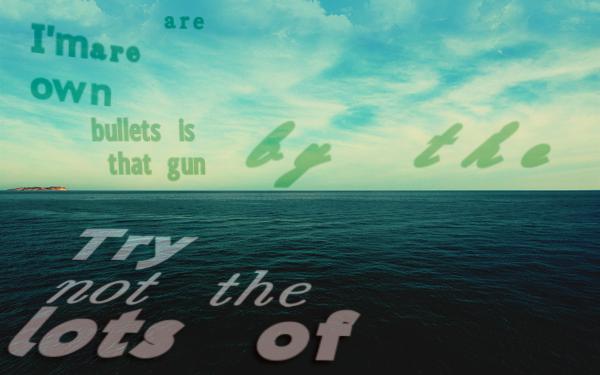 are
I'mare
own
bullets is
that gun
by the
Try
not the
lots of